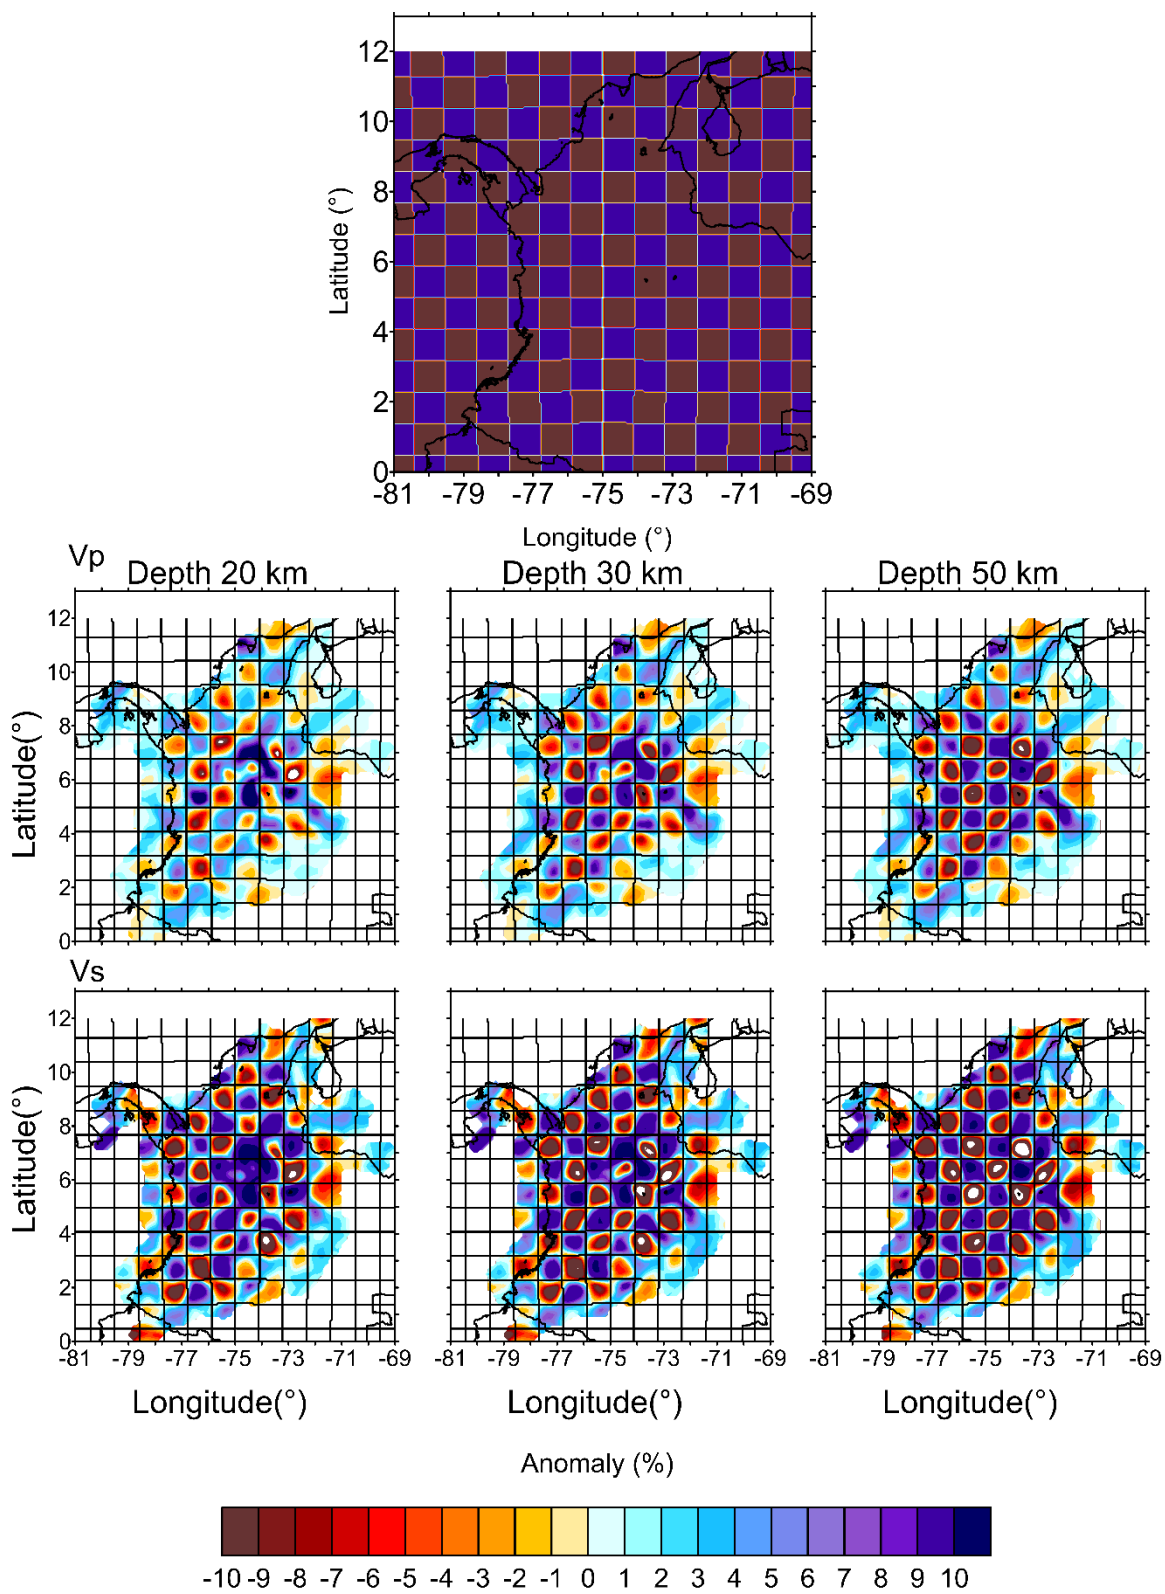 12
10
8
6
4
2
0
Latitude (°)
-81 -79 -77 -75 -73 -71 -69
Longitude (°)
Vp
Depth 20 km Depth 30 km Depth 50 km
12
10
8
6
4
2
0
Latitude(°)
Vs
12
10
8
6
4
2
0
Latitude(°)
-81 -79 -77 -75 -73 -71 -69 -81 -79 -77 -75 -73 -71 -69 -81 -79 -77 -75 -73 -71 -69
Longitude(°) Longitude(°) Longitude(°)
Anomaly (%)
-10 -9 -8 -7 -6 -5 -4 -3 -2 -1 0 1 2 3 4 5 6 7 8 9 10